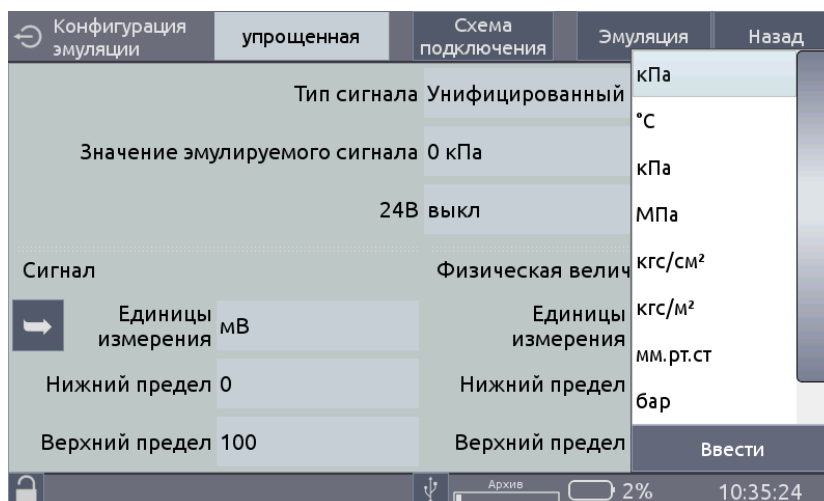 Конфигурация
эмуляции
упрощенная
Схема
подключения
Эмуляция
Назад
Тип сигнала Унифицированный
Значение эмулируемого сигнала 0 кПа
24В выкл
Сигнал
Единицы
измерения
мВ
Нижний предел 0
Верхний предел 100
Физическая велич
Единицы
измерения
Нижний предел
Верхний предел
кПа
°С
кПа
МПа
кгс/см²
кгс/м²
мм.рт.ст
бар
Ввести
Архив
2%
10:35:24